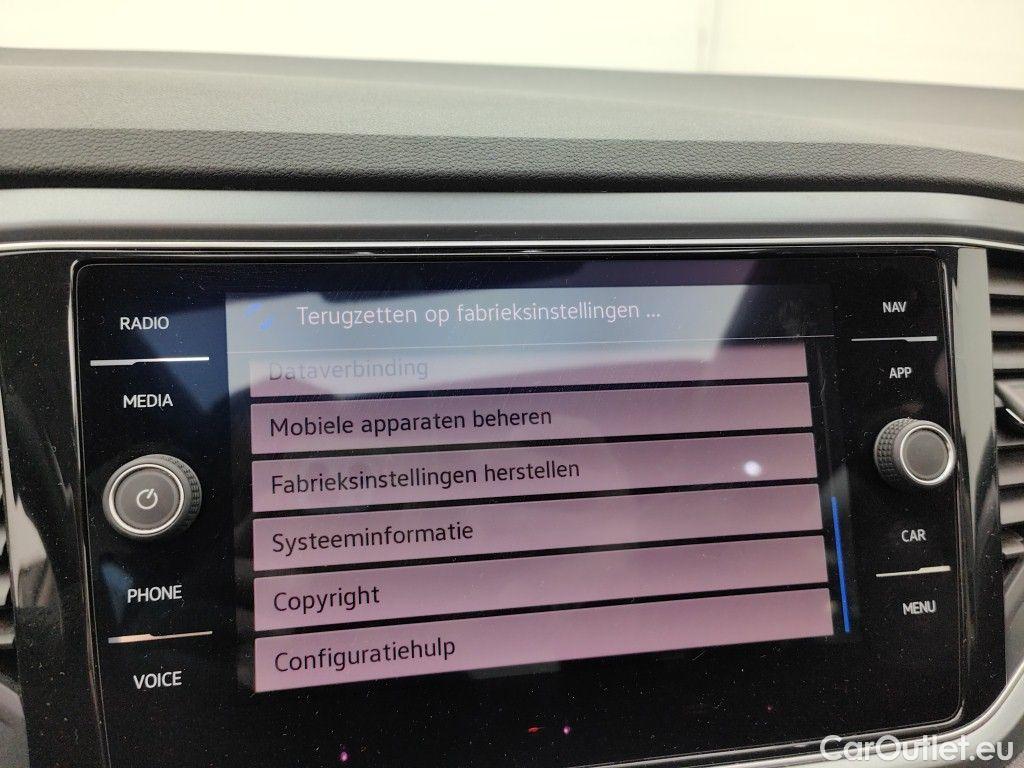 Terugzetten op fabrieksinstellingen ...
RADIO
MEDIA
PHONE
VOICE
Dataverbinding
Mobiele apparaten beheren
Fabrieksinstellingen herstellen
Systeeminformatie
Copyright
Configuratiehulp
NAV
APP
CAR
MENU
CarOutlet.eu